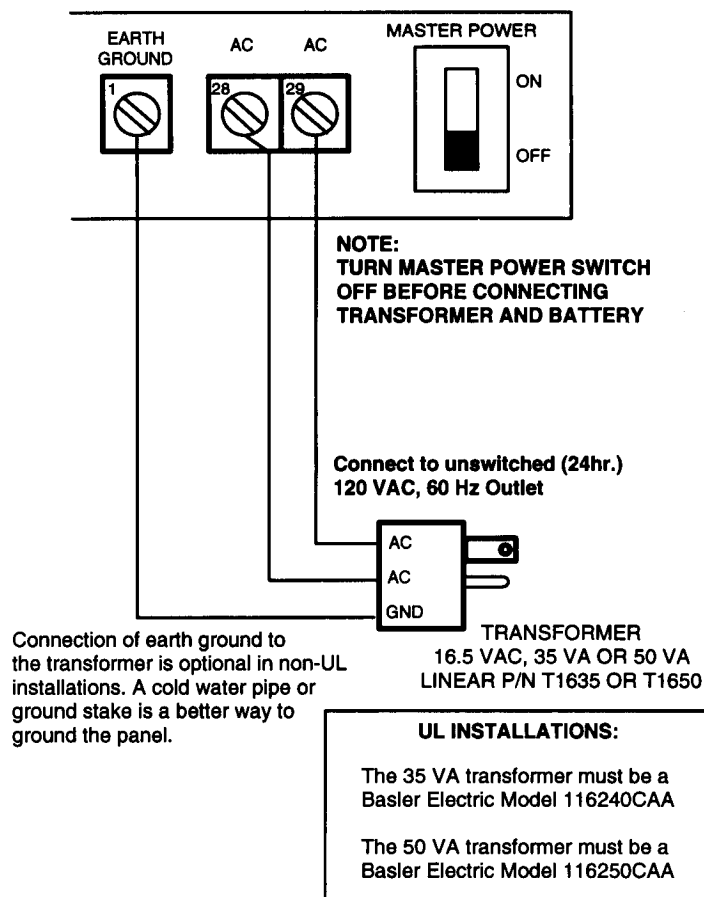 EARTH
GROUND
AC
AC
MASTER POWER
1
28
29
ON
OFF
NOTE:
TURN MASTER POWER SWITCH
OFF BEFORE CONNECTING
TRANSFORMER AND BATTERY
Connect to unswitched (24hr.)
120 VAC, 60 Hz Outlet
AC
AC
GND
TRANSFORMER
16.5 VAC, 35 VA OR 50 VA
LINEAR P/N T1635 OR T1650
Connection of earth ground to
the transformer is optional in non-UL
installations. A cold water pipe or
ground stake is a better way to
ground the panel.
UL INSTALLATIONS:
The 35 VA transformer must be a
Basler Electric Model 116240CAA
The 50 VA transformer must be a
Basler Electric Model 116250CAA